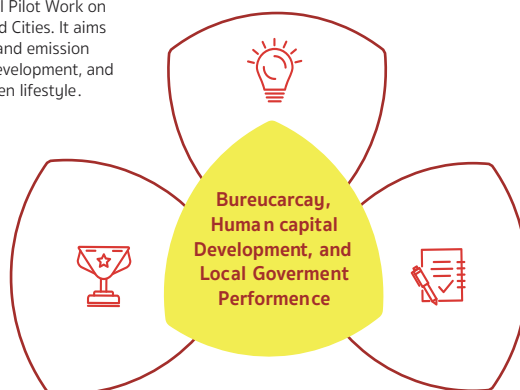 l Pilot Work on
d Cities. It aims
and emission
evelopment, and
en lifestyle.
Bureucarcay,
Human capital
Development, and
Local Goverment
Performence